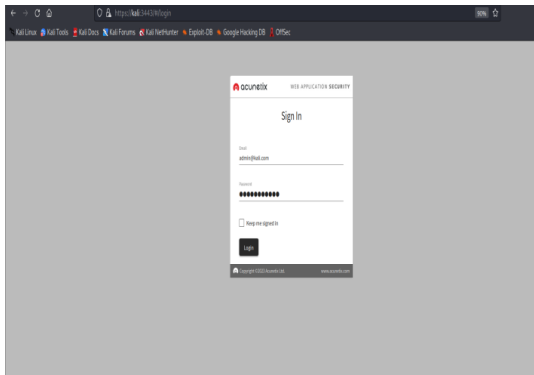 https://kali:3443/#/login
90%
Kali Linux Kali Tools Kali Docs Kali Forums Kali NetHunter Exploit-DB Google Hacking DB OffSec
acunetix WEB APPLICATION SECURITY
Sign In
Email
admin@kali.com
Password
Keep me signed in
Login
Copyright ©2023 Acunetix Ltd. www.acunetix.com